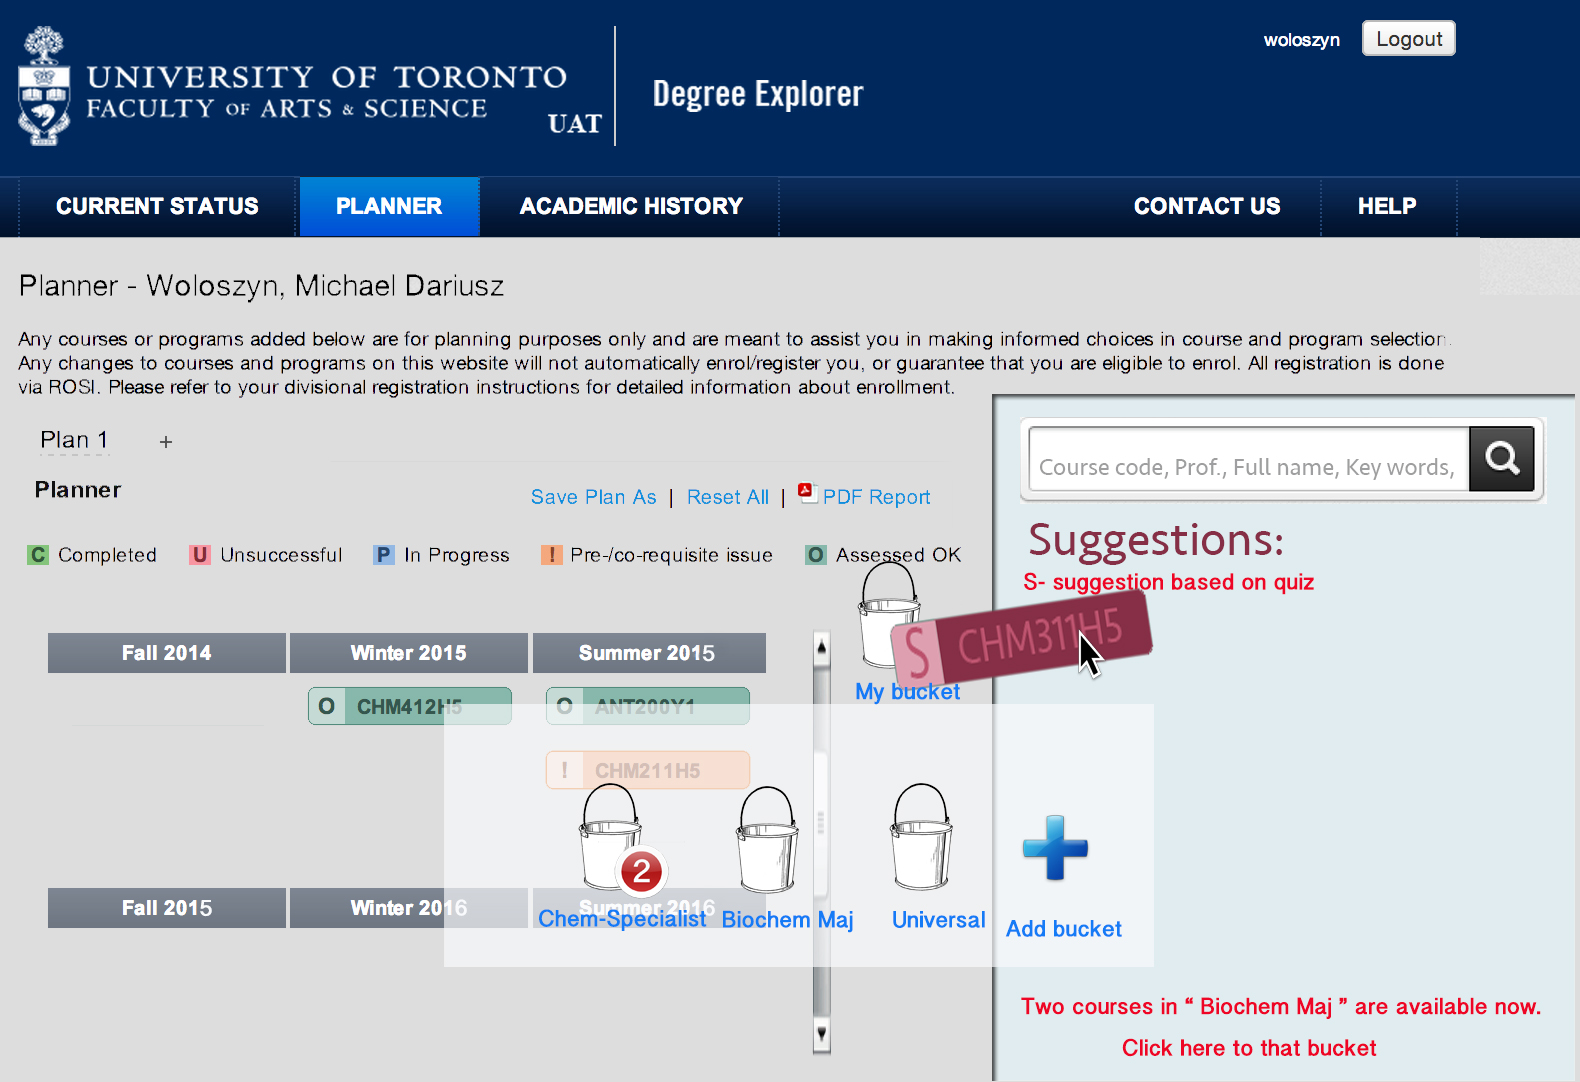 woloszyn
Logout
UNIVERSITY OF TORONTO
FACULTY OF ARTS & SCIENCE
UAT
Degree Explorer
CURRENT STATUS
PLANNER
ACADEMIC HISTORY
CONTACT US
HELP
Planner - Woloszyn, Michael Dariusz
Any courses or programs added below are for planning purposes only and are meant to assist you in making informed choices in course and program selection.
Any changes to courses and programs on this website will not automatically enrol/register you, or guarantee that you are eligible to enrol. All registration is done
via ROSI. Please refer to your divisional registration instructions for detailed information about enrollment.
Plan 1
+
Planner
Save Plan As | Reset All | PDF Report
C Completed
U Unsuccessful
P In Progress
! Pre-/co-requisite issue
O Assessed OK
Course code, Prof., Full name, Key words,
Suggestions:
S- suggestion based on quiz
S CHM311H5
My bucket
Fall 2014
Winter 2015
Summer 2015
O CHM412H5
O ANT200Y1
! CHM211H5
2
Fall 2015
Winter 2016
Summer 2016
Chem-Specialist
Biochem Maj
Universal
Add bucket
Two courses in “ Biochem Maj ” are available now.
Click here to that bucket